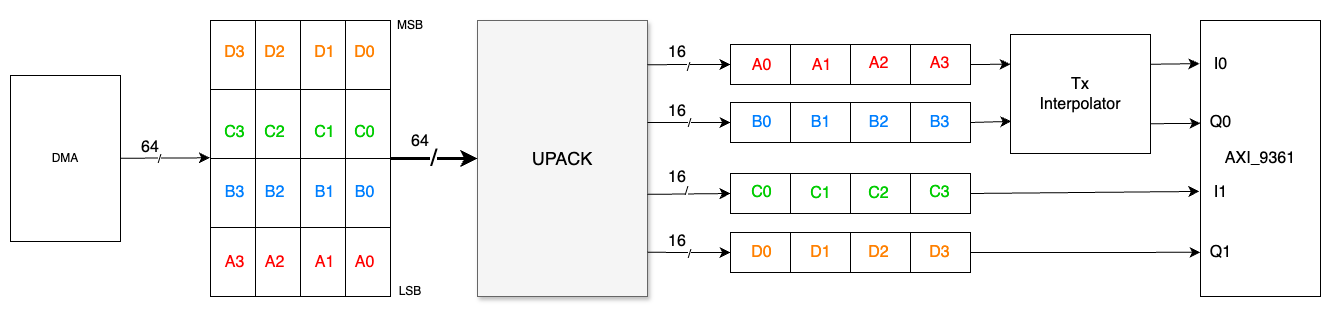 DMA
64
MSB
D3 D2 D1 D0
C3 C2 C1 C0
B3 B2 B1 B0
A3 A2 A1 A0
LSB
64
UPACK
16
A0 A1 A2 A3
16
B0 B1 B2 B3
16
C0 C1 C2 C3
16
D0 D1 D2 D3
Tx
Interpolator
I0
Q0
AXI_9361
I1
Q1